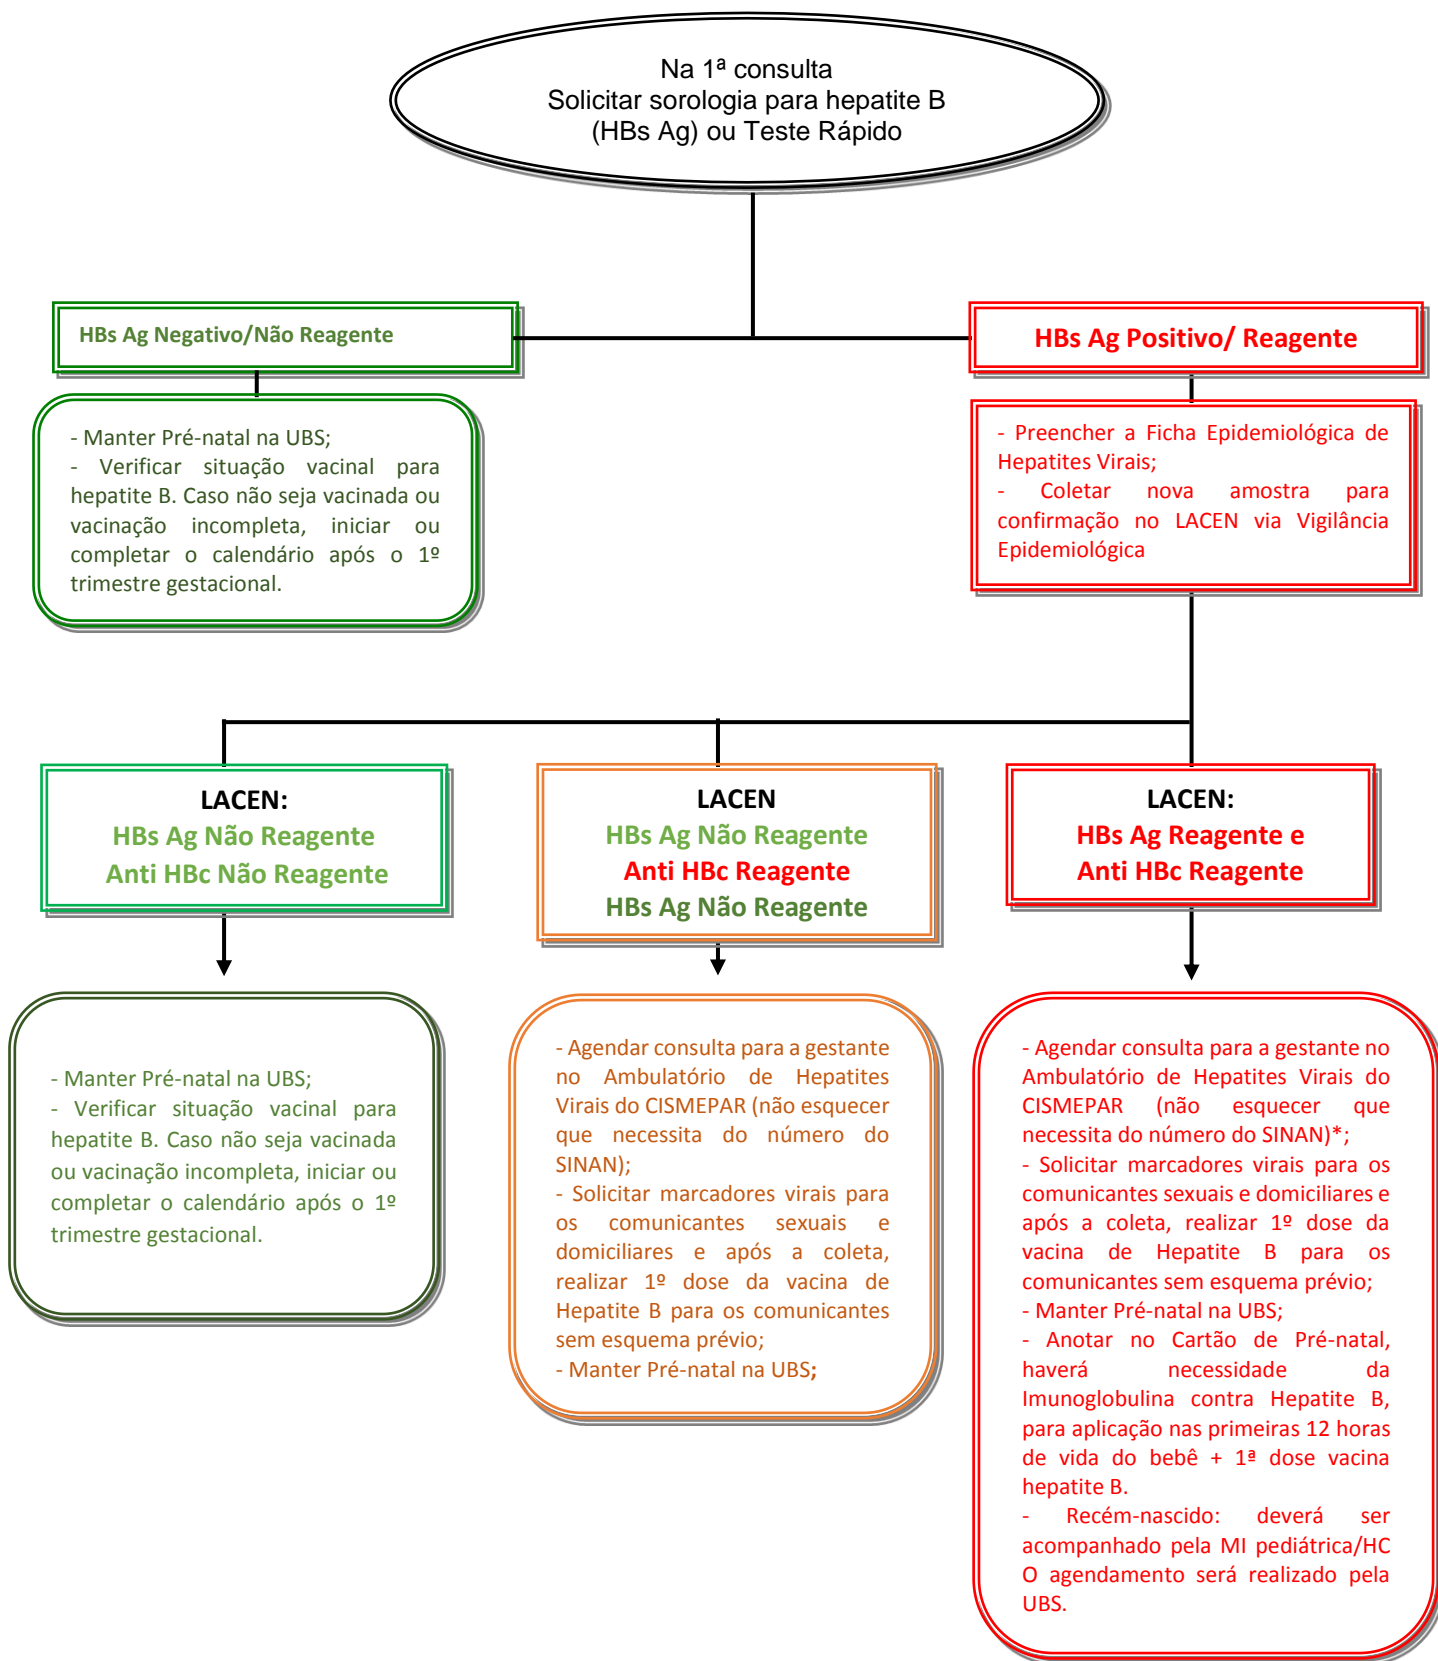 Na 1ª consulta
Solicitar sorologia para hepatite B
(HBs Ag) ou Teste Rápido
HBs Ag Negativo/Não Reagente
HBs Ag Positivo/ Reagente
- Manter Pré-natal na UBS;
- Verificar situação vacinal para
hepatite B. Caso não seja vacinada ou
vacinação incompleta, iniciar ou
completar o calendário após o 1º
trimestre gestacional.
- Preencher a Ficha Epidemiológica de
Hepatites Virais;
- Coletar nova amostra para
confirmação no LACEN via Vigilância
Epidemiológica
LACEN:
HBs Ag Não Reagente
Anti HBc Não Reagente
LACEN
HBs Ag Não Reagente
Anti HBc Reagente
HBs Ag Não Reagente
LACEN:
HBs Ag Reagente e
Anti HBc Reagente
- Manter Pré-natal na UBS;
- Verificar situação vacinal para
hepatite B. Caso não seja vacinada
ou vacinação incompleta, iniciar ou
completar o calendário após o 1º
trimestre gestacional.
- Agendar consulta para a gestante
no Ambulatório de Hepatites
Virais do CISMEPAR (não esquecer
que necessita do número do
SINAN);
- Solicitar marcadores virais para
os comunicantes sexuais e
domiciliares e após a coleta,
realizar 1º dose da vacina de
Hepatite B para os comunicantes
sem esquema prévio;
- Manter Pré-natal na UBS;
- Agendar consulta para a gestante no
Ambulatório de Hepatites Virais do
CISMEPAR (não esquecer que
necessita do número do SINAN)*;
- Solicitar marcadores virais para os
comunicantes sexuais e domiciliares e
após a coleta, realizar 1º dose da
vacina de Hepatite B para os
comunicantes sem esquema prévio;
- Manter Pré-natal na UBS;
- Anotar no Cartão de Pré-natal,
haverá necessidade da
Imunoglobulina contra Hepatite B,
para aplicação nas primeiras 12 horas
de vida do bebê + 1ª dose vacina
hepatite B.
- Recém-nascido: deverá ser
acompanhado pela MI pediátrica/HC
O agendamento será realizado pela
UBS.